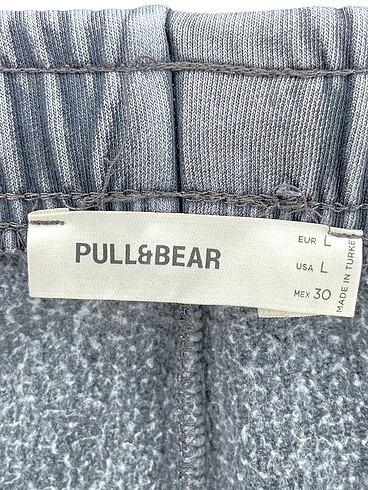 PULL&BEAR
EUR L
USA L
MEX 30
MADE IN TURKEY